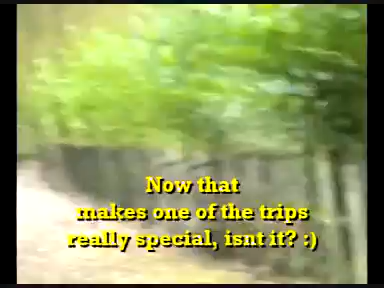 Now that
makes one of the trips
really special, isnt it? :)